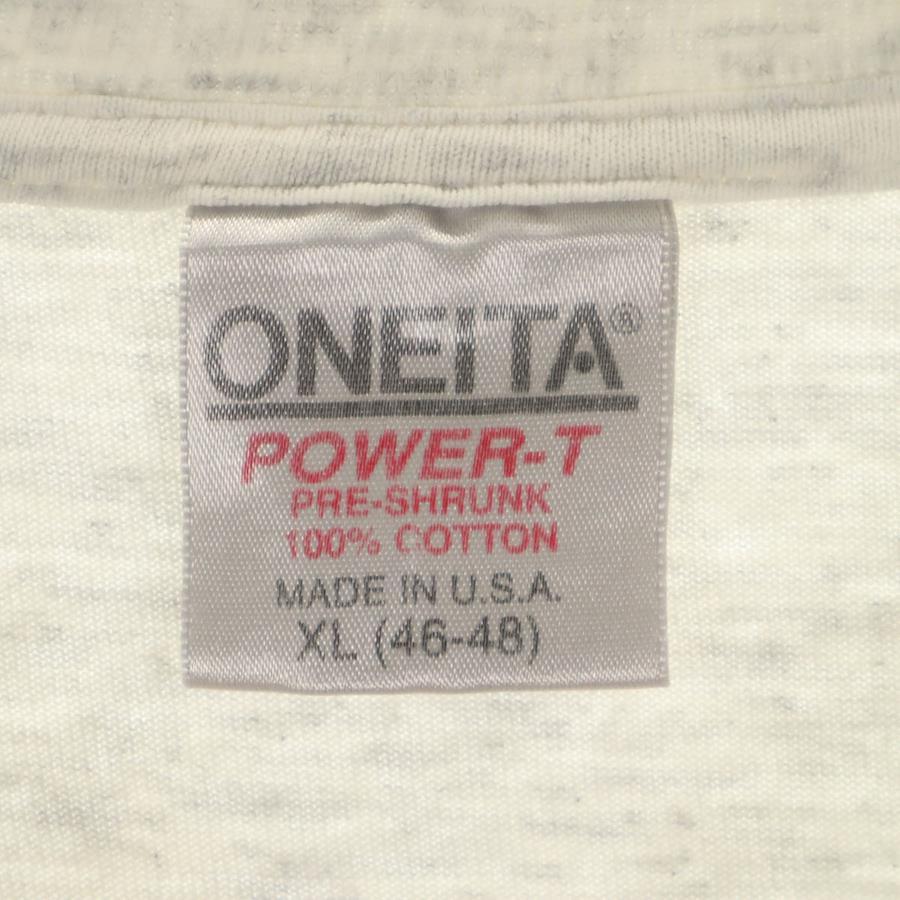 ONEITA®
POWER-T
PRE-SHRUNK
100% COTTON
MADE IN U.S.A.
XL (46-48)